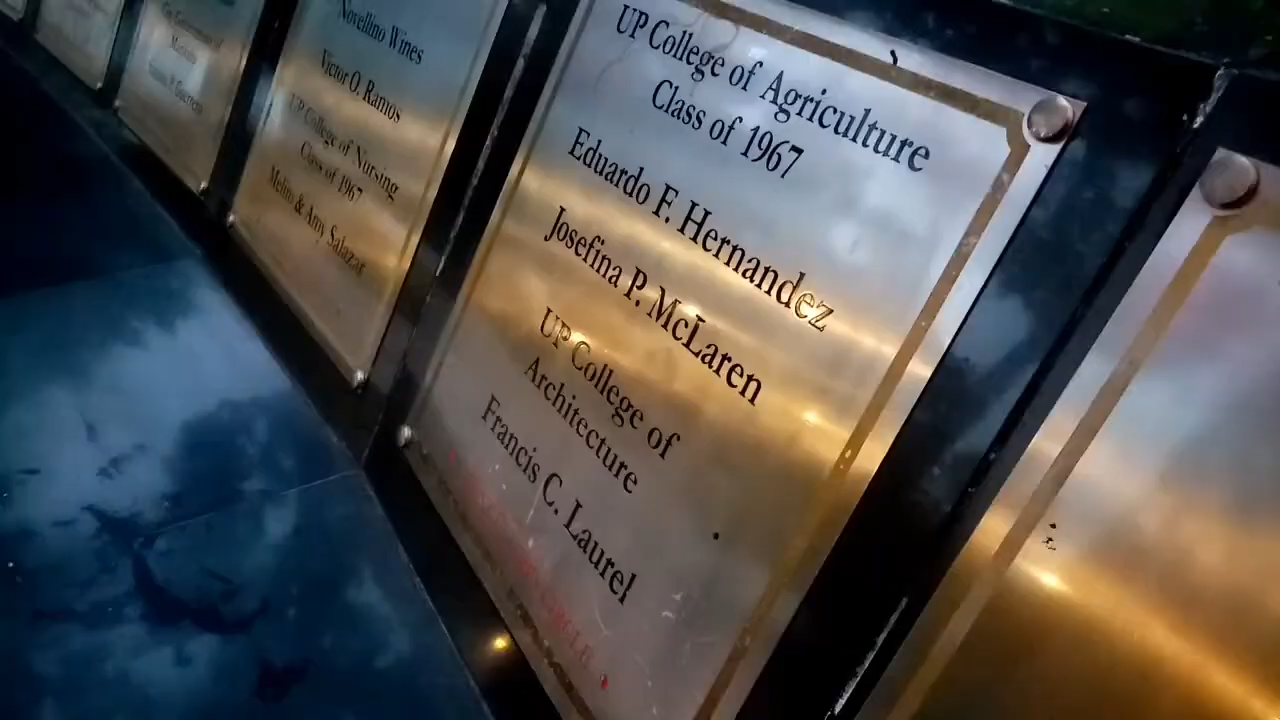 Novellino Wines
Victor O. Ramos
UP College of Nursing
Class of 1967
Melito & Amy Salazar
UP College of Agriculture
Class of 1967
Eduardo F. Hernandez
Josefina P. McLaren
UP College of
Architecture
Francis C. Laurel